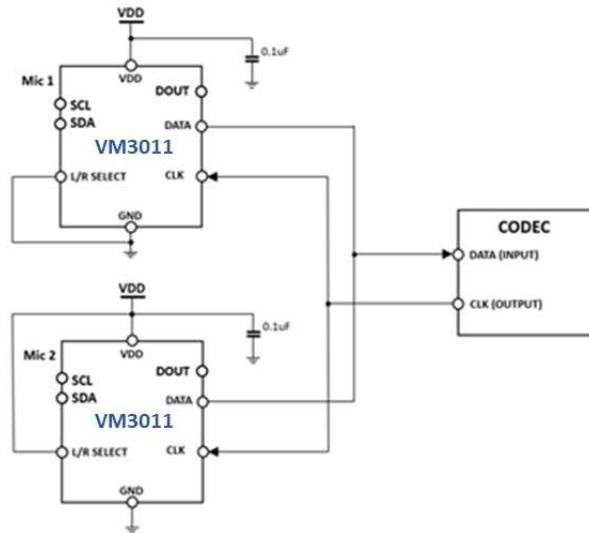 VDD
0.1uF
Mic 1
VDD
DOUT
SCL
SDA
DATA
VM3011
L/R SELECT
CLK
GND
CODEC
DATA (INPUT)
CLK (OUTPUT)
VDD
0.1uF
Mic 2
VDD
DOUT
SCL
SDA
DATA
VM3011
L/R SELECT
CLK
GND